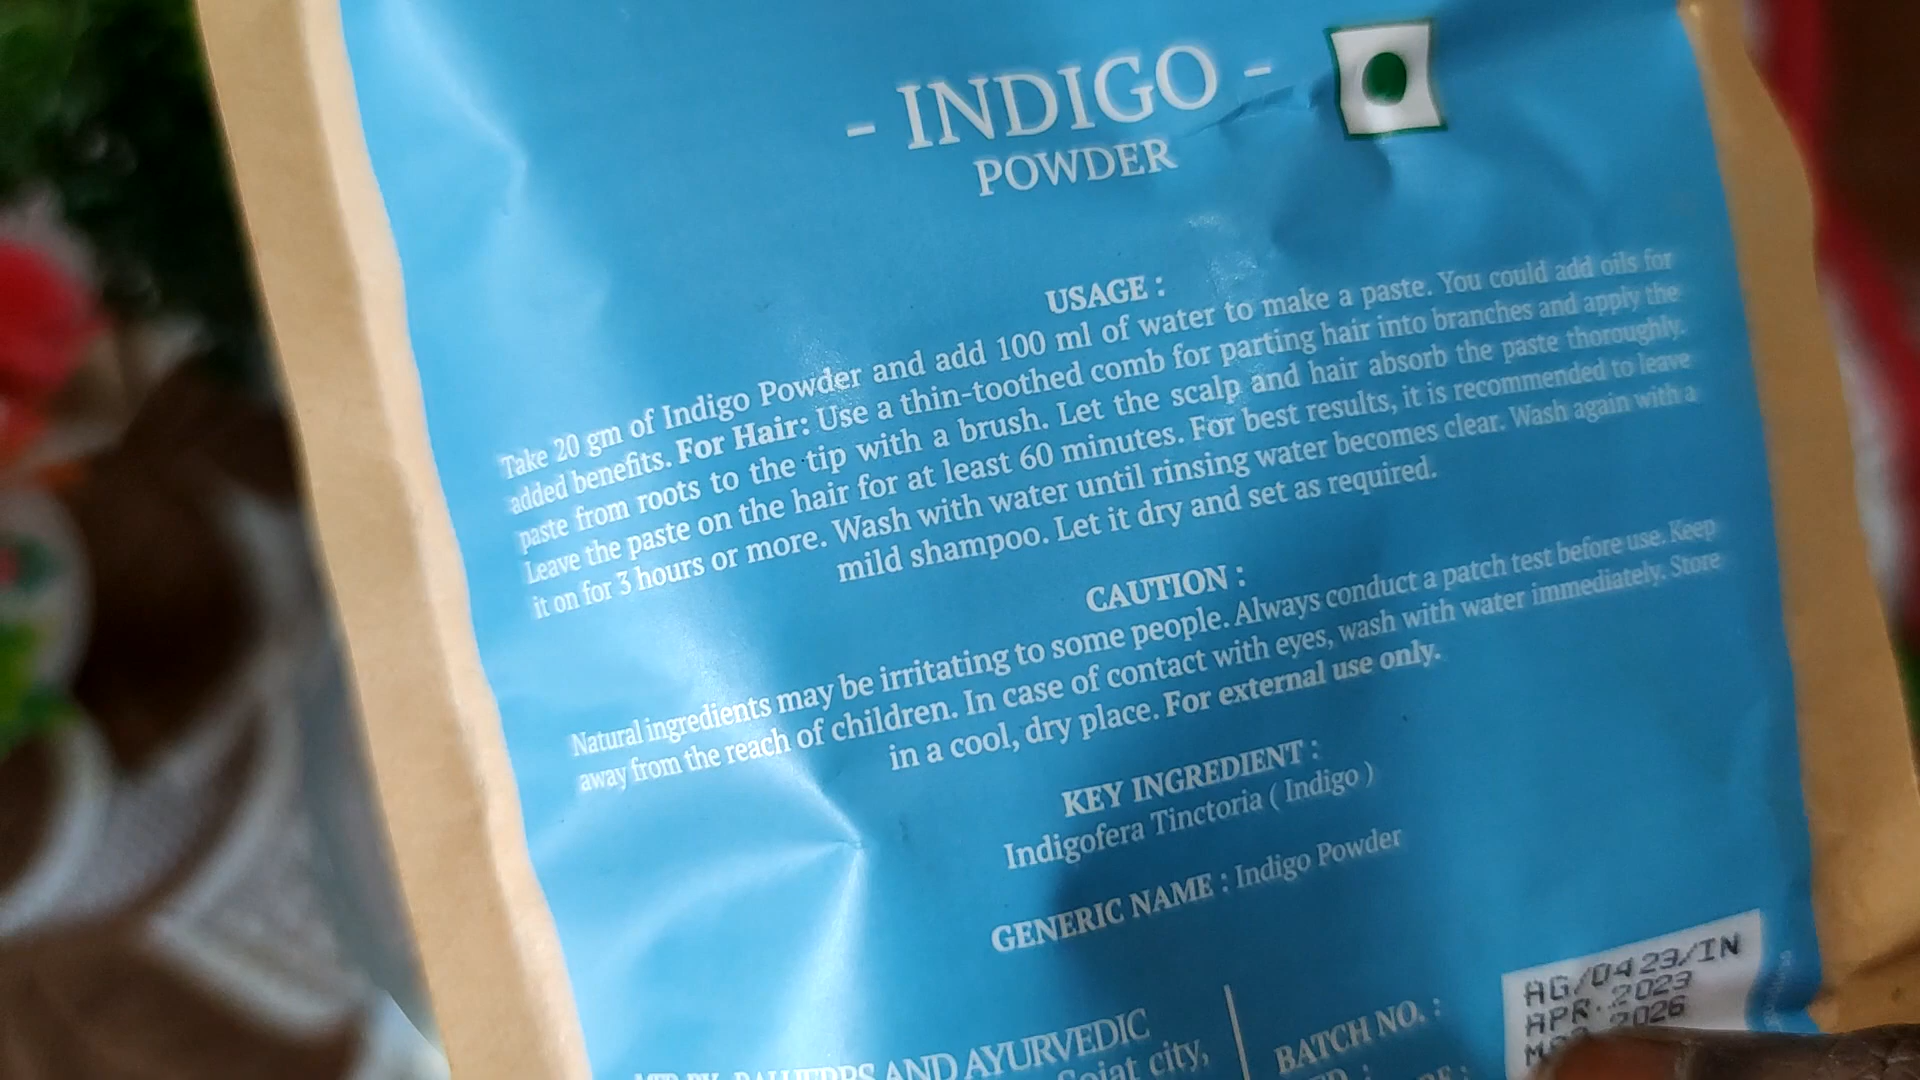 - INDIGO -
POWDER
USAGE :
Take 20 gm of Indigo Powder and add 100 ml of water to make a paste. You could add oils for
added benefits. For Hair: Use a thin-toothed comb for parting hair into branches and apply the
paste from roots to the tip with a brush. Let the scalp and hair absorb the paste thoroughly.
Leave the paste on the hair for at least 60 minutes. For best results, it is recommended to leave
it on for 3 hours or more. Wash with water until rinsing water becomes clear. Wash again with a
mild shampoo. Let it dry and set as required.
CAUTION :
Natural ingredients may be irritating to some people. Always conduct a patch test before use. Keep
away from the reach of children. In case of contact with eyes, wash with water immediately. Store
in a cool, dry place. For external use only.
KEY INGREDIENT :
Indigofera Tinctoria ( Indigo )
GENERIC NAME : Indigo Powder
AND AYURVEDIC
city,
BATCH NO. :
AG/0423/IN
APR. 2023
2026